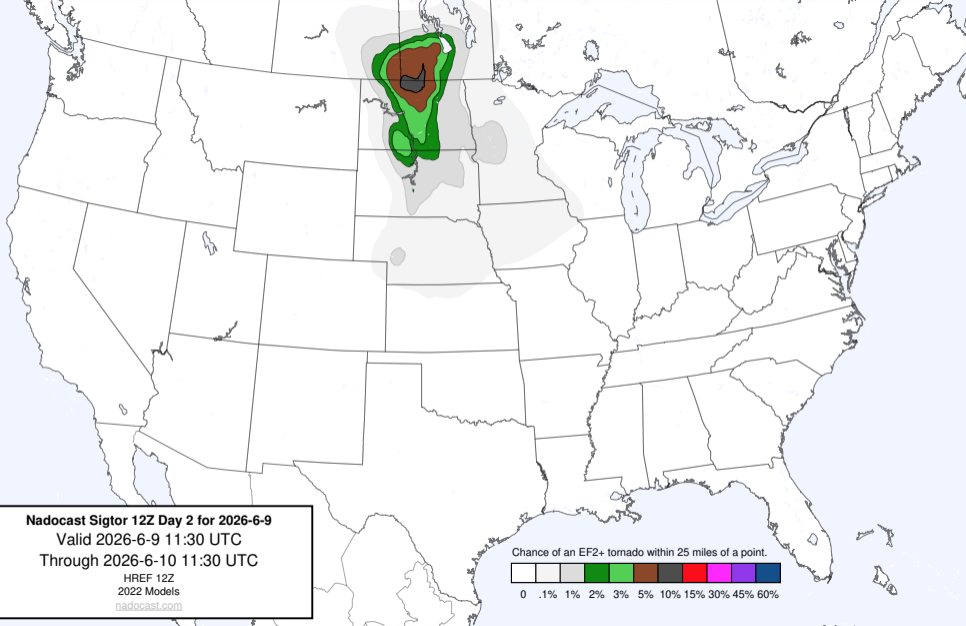 Nadocast Sigtor 12Z Day 2 for 2026-6-9
Valid 2026-6-9 11:30 UTC
Through 2026-6-10 11:30 UTC
HREF 12Z
2022 Models
nadocast.com
Chance of an EF2+ tornado within 25 miles of a point.
0 .1% 1% 2% 3% 5% 10% 15% 30% 45% 60%